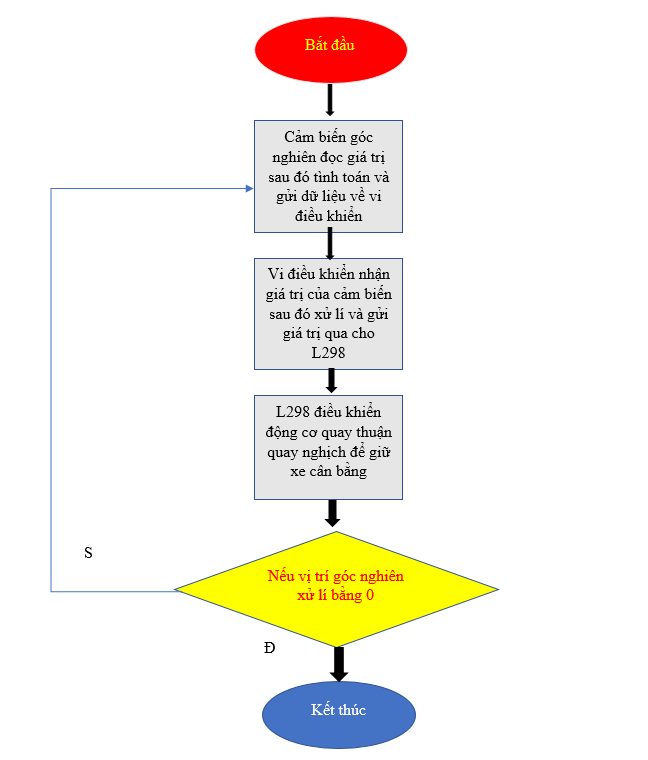 Bắt đầu
Cảm biến góc
nghiên đọc giá trị
sau đó tình toán và
gửi dữ liệu về vi
điều khiển
Vi điều khiển nhận
giá trị của cảm biến
sau đó xử lí và gửi
giá trị qua cho
L298
L298 điều khiển
động cơ quay thuận
quay nghịch để giữ
xe cân bằng
S
Nếu vị trí góc nghiên
xử lí bằng 0
Đ
Kết thúc